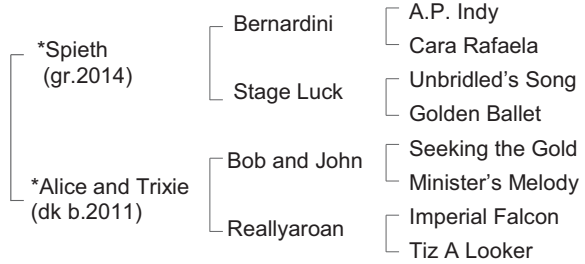 A.P. Indy
Bernardini
Cara Rafaela
*Spieth
(gr.2014)
Unbridled’s Song
Stage Luck
Golden Ballet
Seeking the Gold
Bob and John
Minister’s Melody
*Alice and Trixie
(dk b.2011)
Imperial Falcon
Reallyaroan
Tiz A Looker